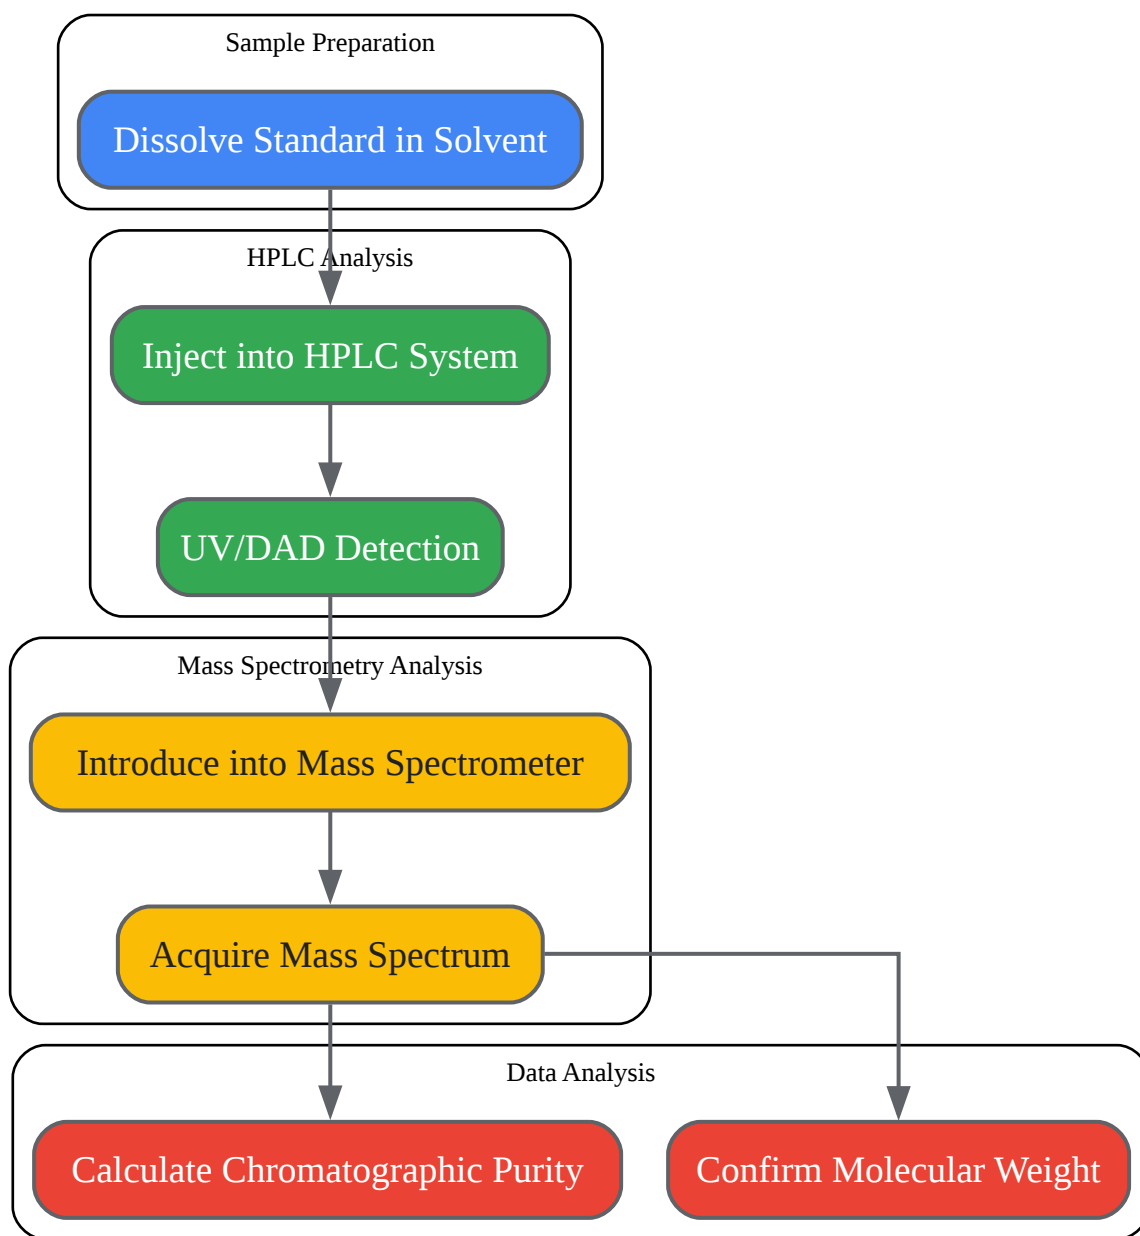 Sample Preparation
Dissolve Standard in Solvent
HPLC Analysis
Inject into HPLC System
UV/DAD Detection
Mass Spectrometry Analysis
Introduce into Mass Spectrometer
Acquire Mass Spectrum
Data Analysis
Calculate Chromatographic Purity
Confirm Molecular Weight